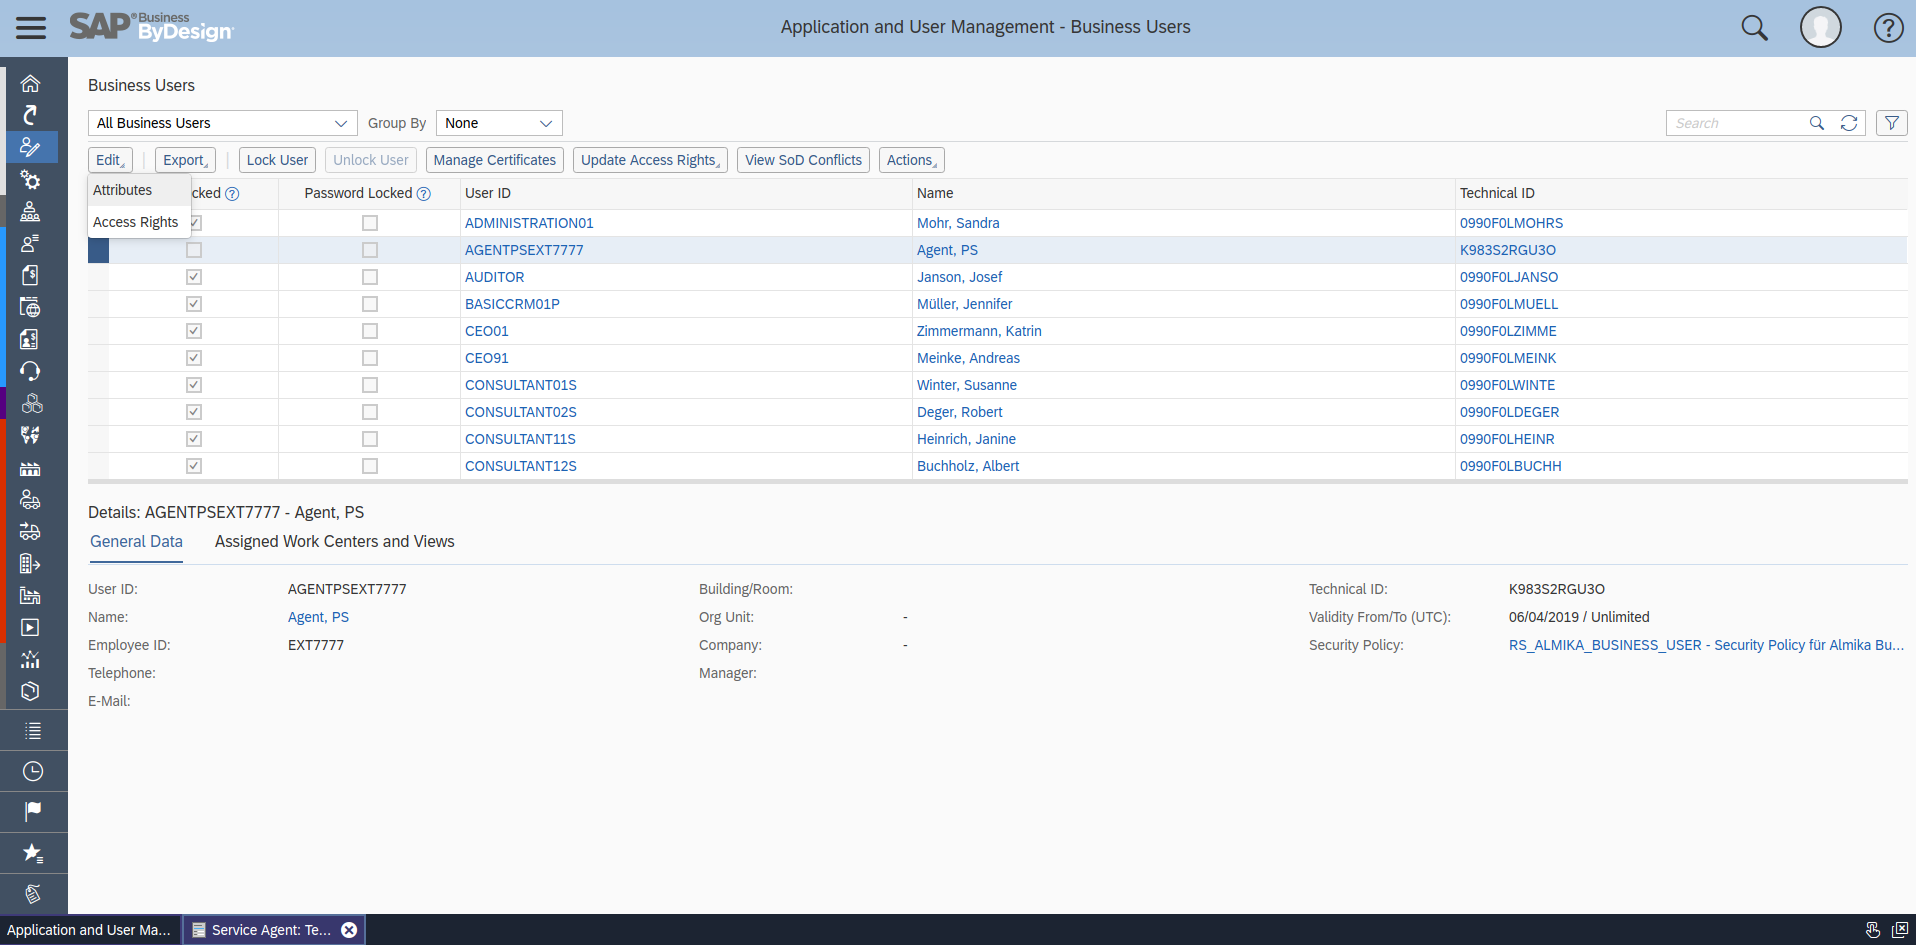 SAP Business ByDesign
Application and User Management - Business Users
Business Users
All Business Users Group By None Search
Edit Export Lock User Unlock User Manage Certificates Update Access Rights View SoD Conflicts Actions
Attributes
Access Rights
cked Password Locked User ID Name Technical ID
ADMINISTRATION01 Mohr, Sandra 0990F0LMOHRS
AGENTPSEXT7777 Agent, PS K983S2RGU3O
AUDITOR Janson, Josef 0990F0LJANSO
BASICCRM01P Müller, Jennifer 0990F0LMUELL
CEO01 Zimmermann, Katrin 0990F0LZIMME
CEO91 Meinke, Andreas 0990F0LMEINK
CONSULTANT01S Winter, Susanne 0990F0LWINTE
CONSULTANT02S Deger, Robert 0990F0LDEGER
CONSULTANT11S Heinrich, Janine 0990F0LHEINR
CONSULTANT12S Buchholz, Albert 0990F0LBUCHH
Details: AGENTPSEXT7777 - Agent, PS
General Data Assigned Work Centers and Views
User ID: AGENTPSEXT7777 Building/Room: Technical ID: K983S2RGU3O
Name: Agent, PS Org Unit: - Validity From/To (UTC): 06/04/2019 / Unlimited
Employee ID: EXT7777 Company: - Security Policy: RS_ALMIKA_BUSINESS_USER - Security Policy für Almika Bu...
Telephone: Manager:
E-Mail:
Application and User Ma... Service Agent: Te...